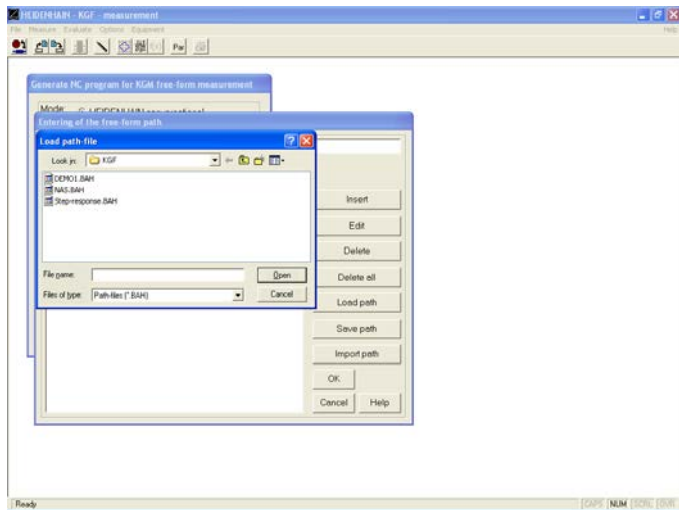 HEIDENHAIN - KGF - measurement
File Measure Evaluate Options Equipment Help
Par
Generate NC program for KGM free-form measurement
Mode:
Entering of the free-form path
Load path-file
Look in: KGF
DEMO1.BAH
NAS.BAH
Step-response.BAH
File name: Open
Files of type: Path-files (*.BAH) Cancel
Insert
Edit
Delete
Delete all
Load path
Save path
Import path
OK
Cancel Help
Ready CAPS NUM SCRL OVR